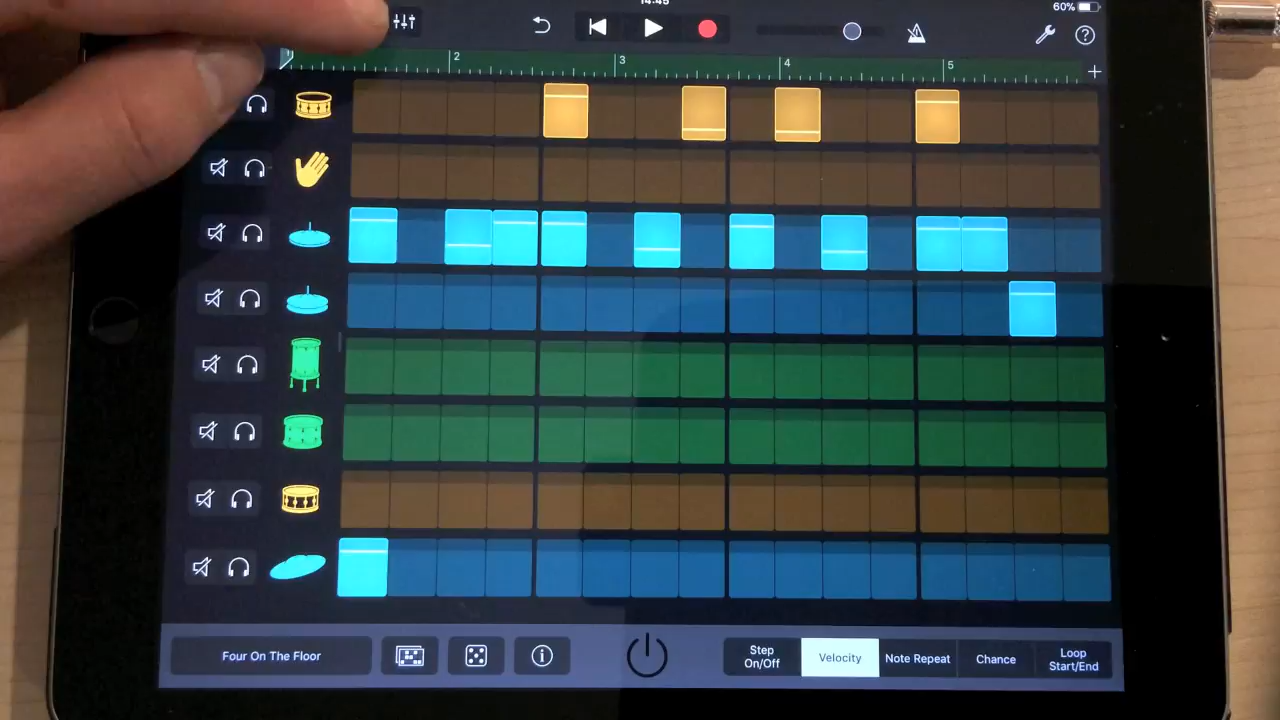 14:45
60%
1 2 3 4 5
Four On The Floor
Step
On/Off
Velocity
Note Repeat
Chance
Loop
Start/End